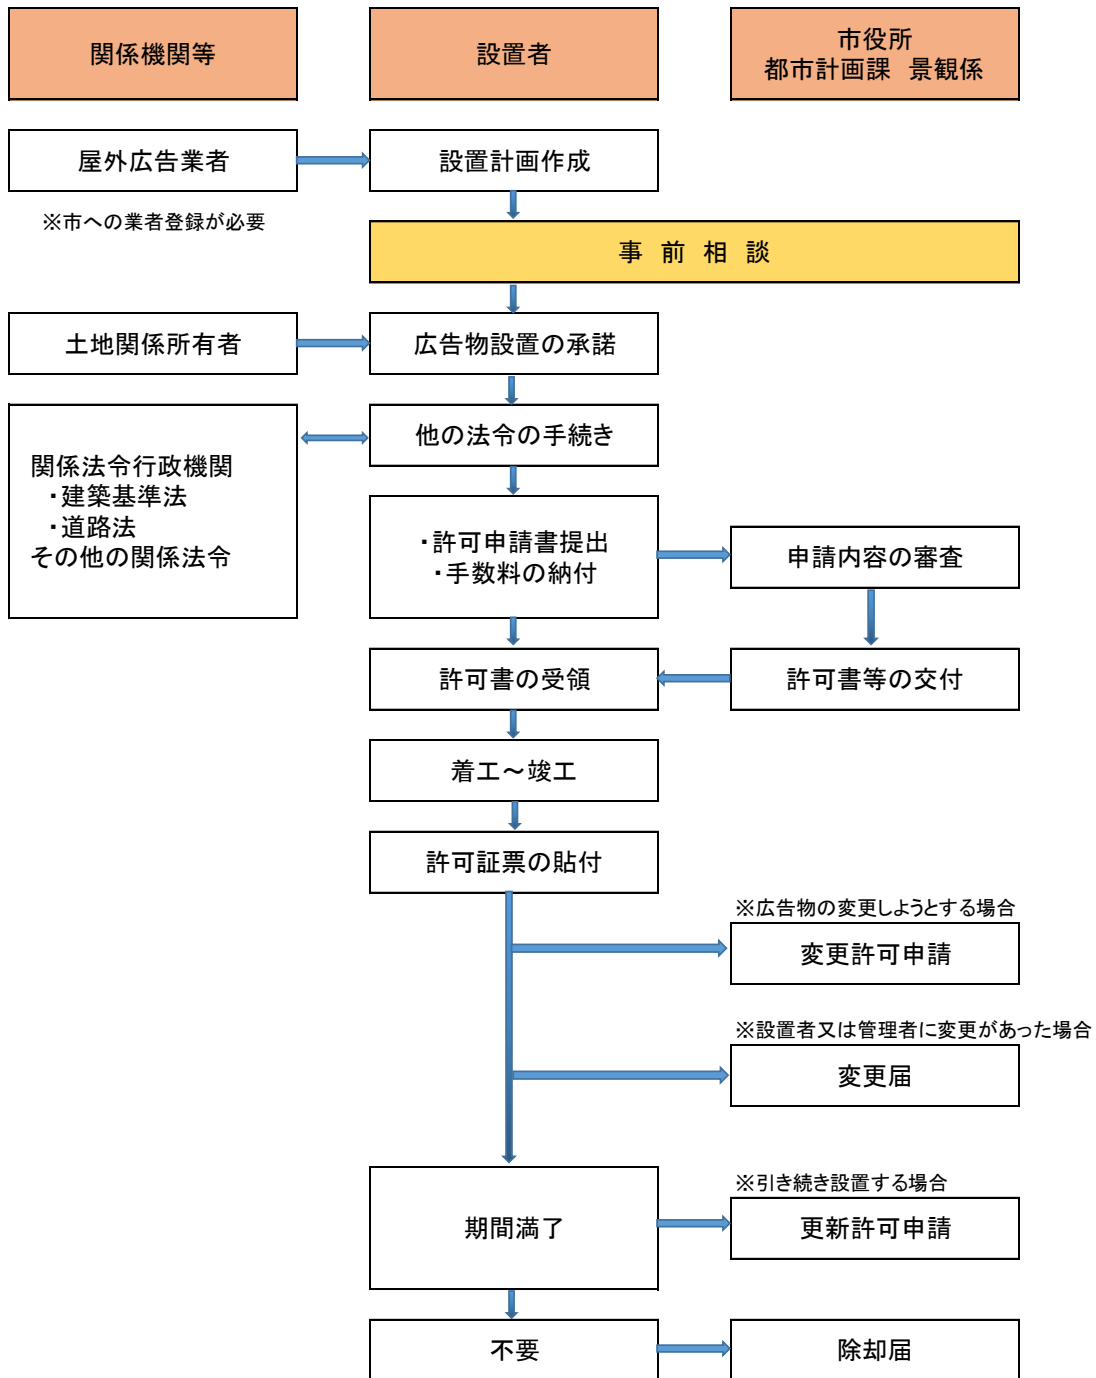 関係機関等
設置者
市役所
都市計画課 景観係
屋外広告業者
設置計画作成
※市への業者登録が必要
事 前 相 談
土地関係所有者
広告物設置の承諾
他の法令の手続き
関係法令行政機関
・建築基準法
・道路法
その他の関係法令
・許可申請書提出
・手数料の納付
申請内容の審査
許可書の受領
許可書等の交付
着工～竣工
許可証票の貼付
※広告物の変更しようとする場合
変更許可申請
※設置者又は管理者に変更があった場合
変更届
期間満了
※引き続き設置する場合
更新許可申請
不要
除却届